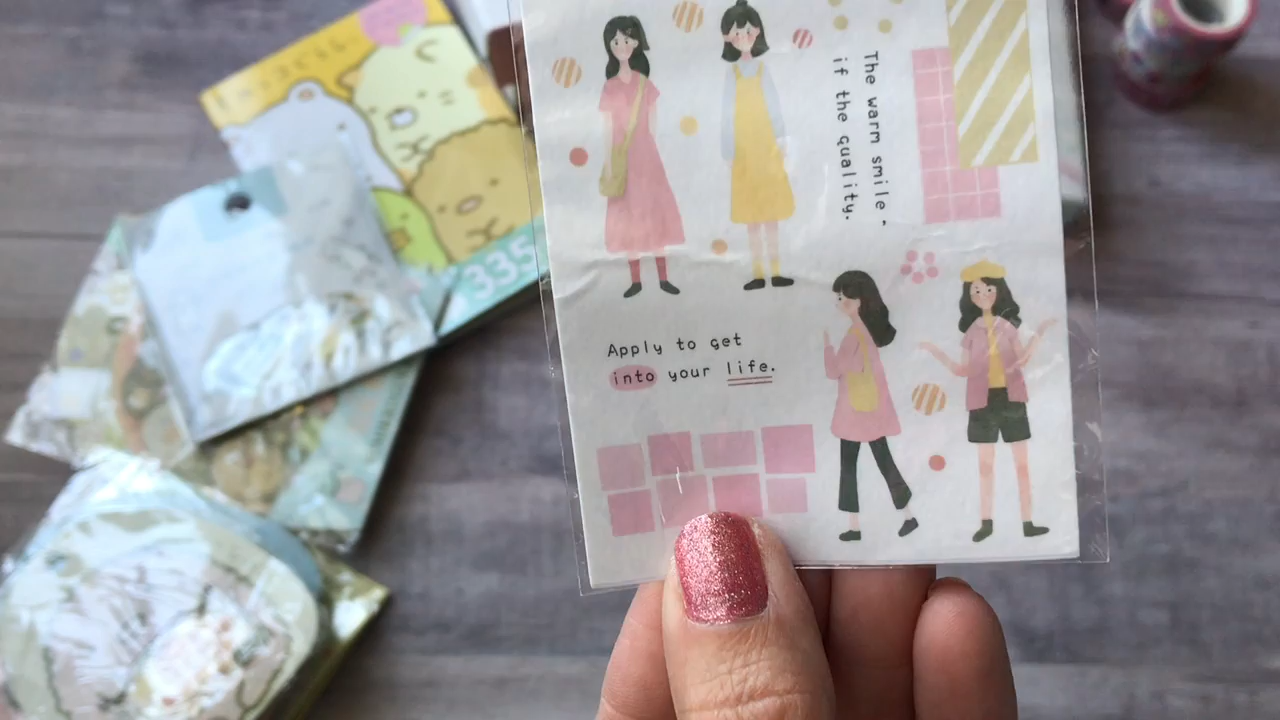 The warm smile.
if the quality.
Apply to get
into your life.
335